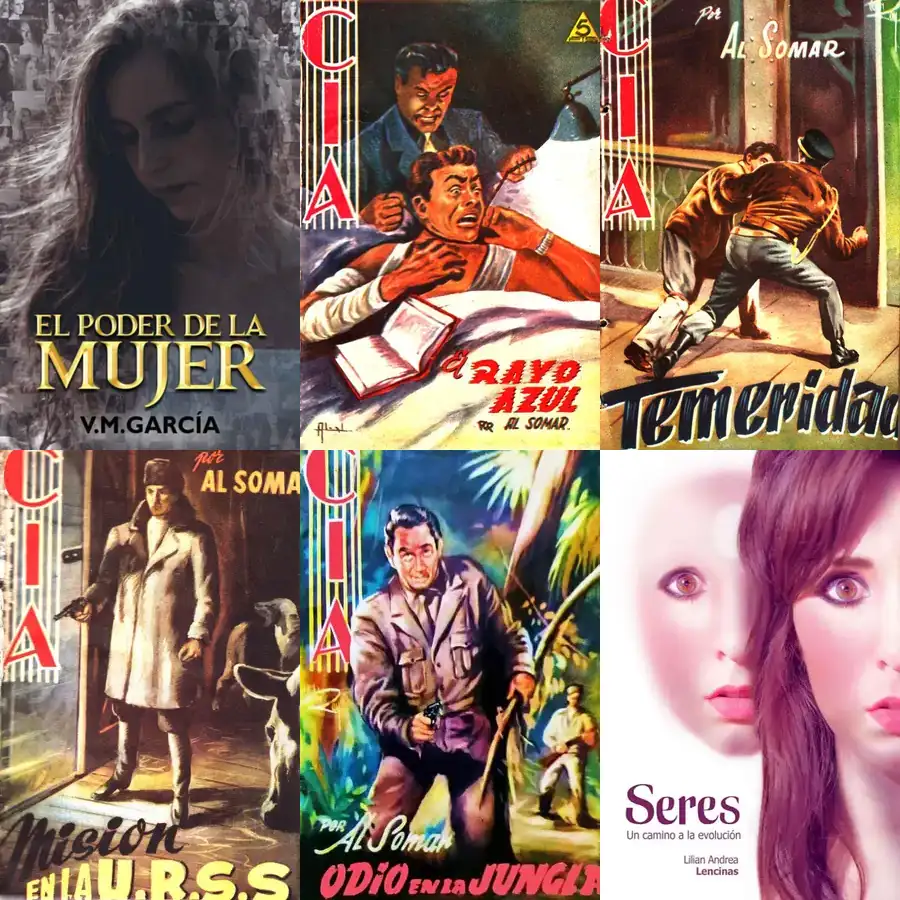 EL PODER DE LA
MUJER
V.M.GARCÍA
CIA
5
El RAYO
AZUL
POR AL SOMAR.
CIA
Por
AL SOMAR
Temeridad
CIA
Por
AL SOMA
Misión
EN LA U.R.S.S
CIA
POR Al Somar
ODIO EN LA JUNGLA
Seres
Un camino a la evolución
Lilian Andrea
Lencinas